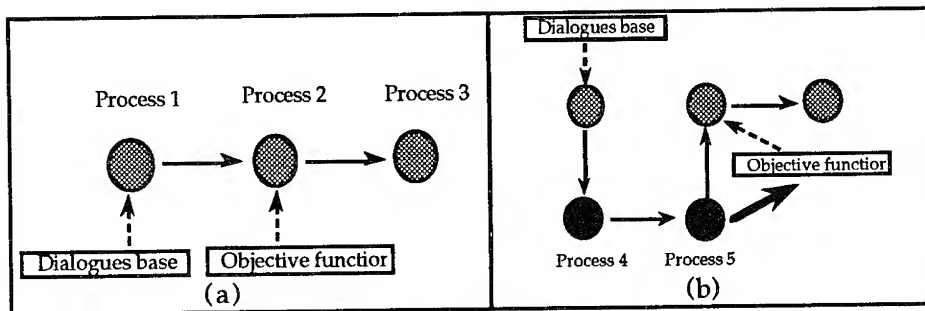 Process 1 Process 2 Process 3
Dialogues base Objective functior
(a)
Dialogues base
Objective functior
Process 4 Process 5
(b)